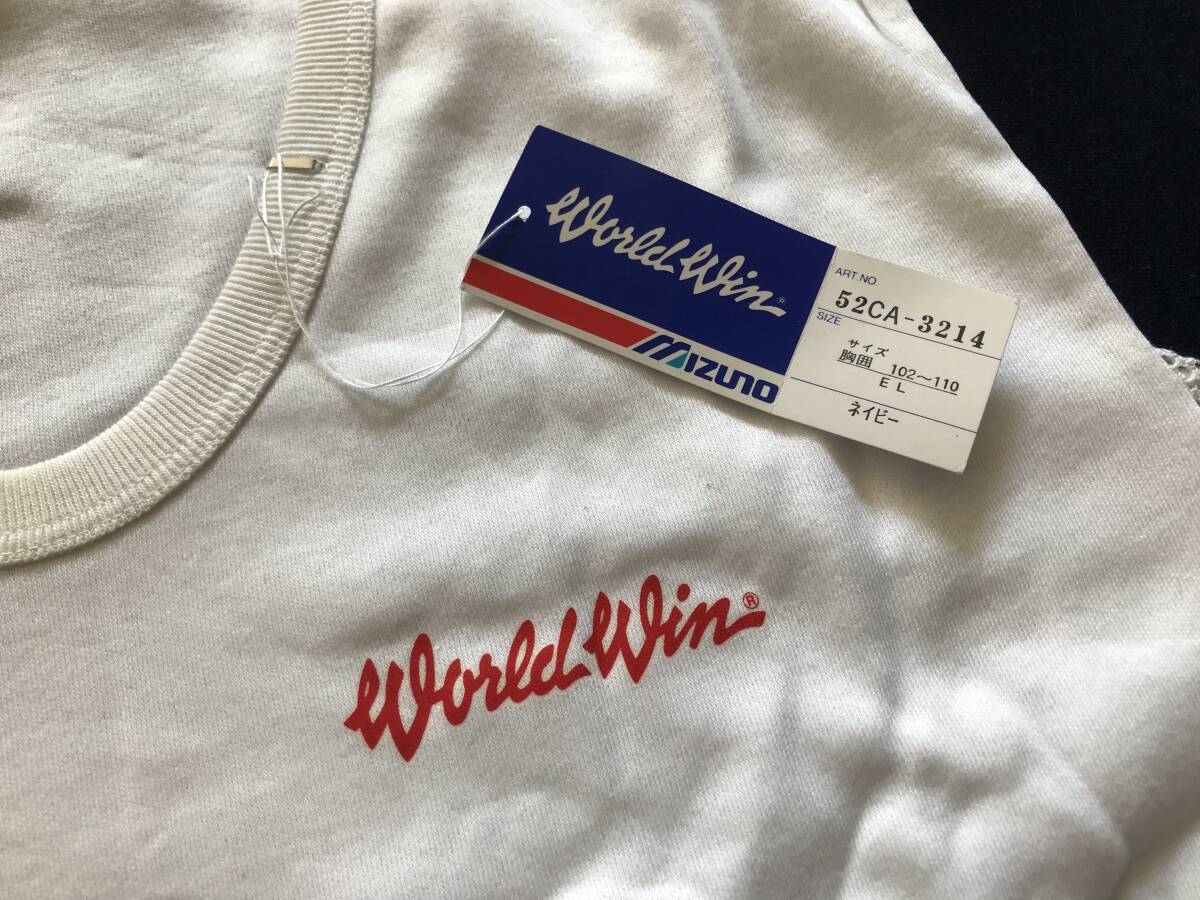 World Win®
MIZUNO
ART.NO.
52CA-3214
SIZE
サイズ
胸囲 102～110
EL
ネイビー
World Win®